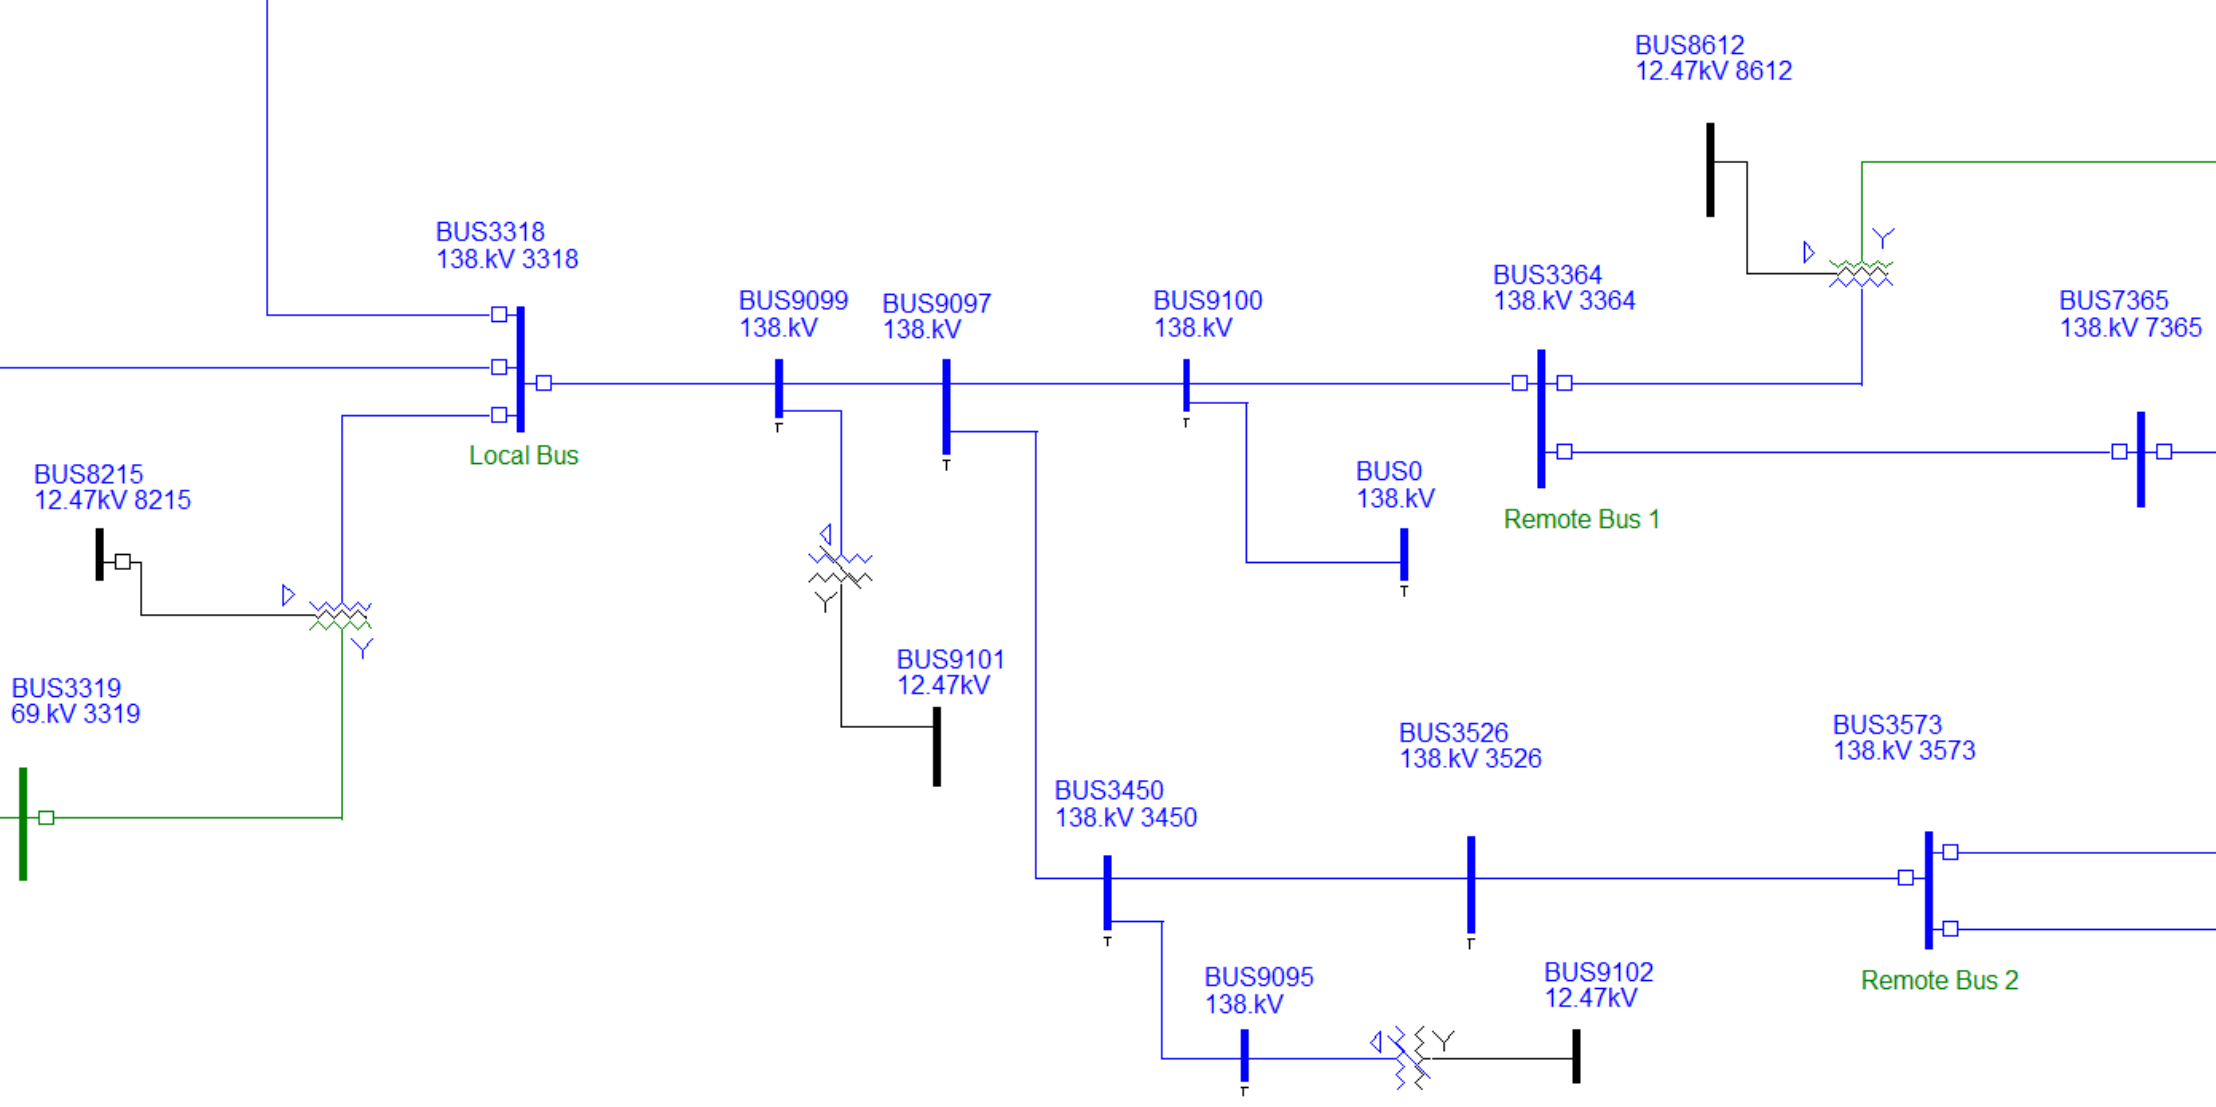 BUS8612
12.47kV 8612
BUS3318
138.kV 3318
BUS9099
138.kV
BUS9097
138.kV
BUS9100
138.kV
BUS3364
138.kV 3364
BUS7365
138.kV 7365
T
T
T
Local Bus
BUS8215
12.47kV 8215
BUS0
138.kV
T
Remote Bus 1
BUS9101
12.47kV
BUS3319
69.kV 3319
BUS3450
138.kV 3450
T
BUS3526
138.kV 3526
T
BUS3573
138.kV 3573
Remote Bus 2
BUS9095
138.kV
T
BUS9102
12.47kV